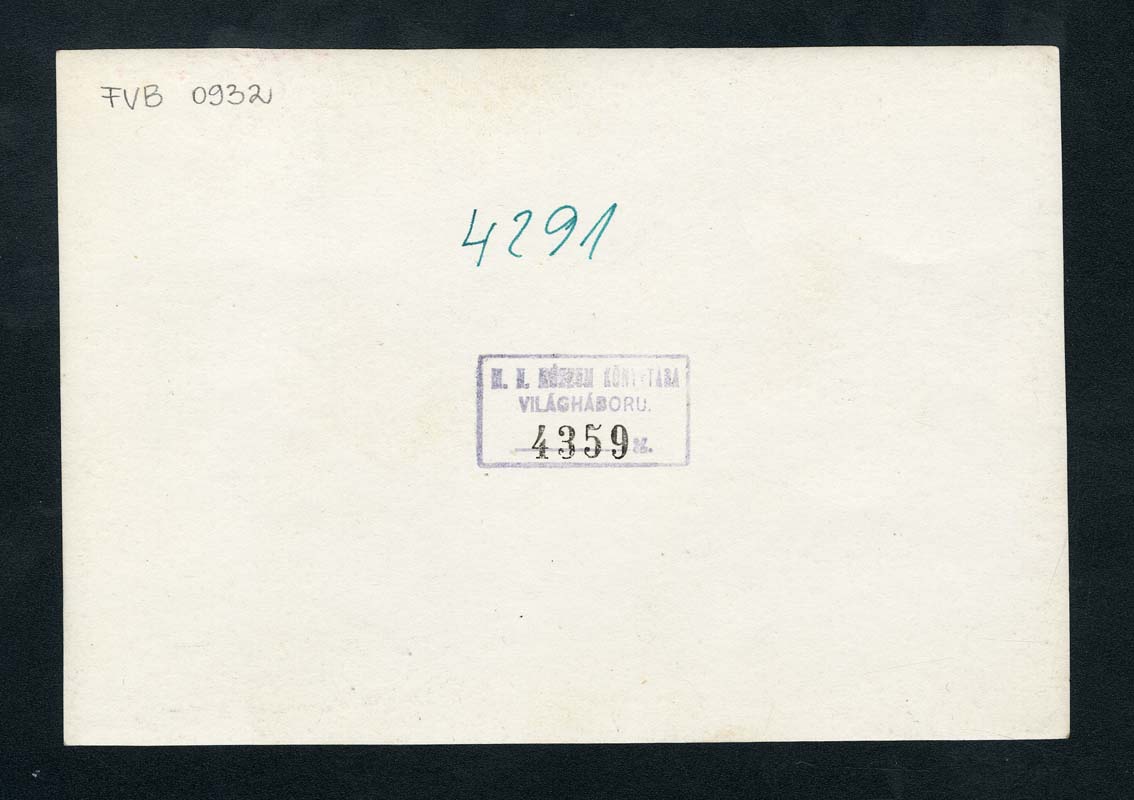 FVB 0932
4291
M. N. MÚZEUM KÖNYVTÁRA
VILÁGHÁBORU.
4359 sz.